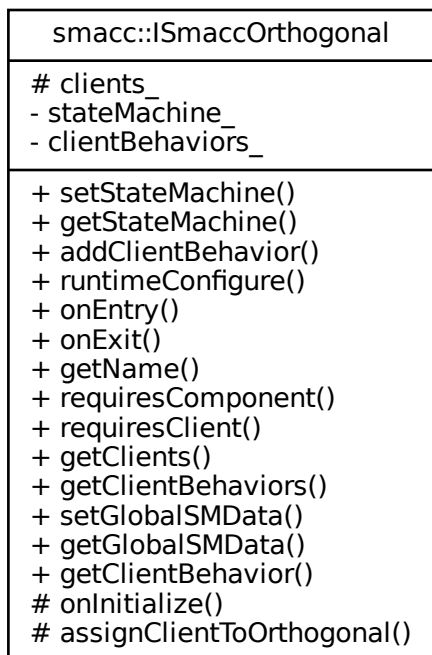 smacc::ISmaccOrthogonal
# clients_
- stateMachine_
- clientBehaviors_
+ setStateMachine()
+ getStateMachine()
+ addClientBehavior()
+ runtimeConfigure()
+ onEntry()
+ onExit()
+ getName()
+ requiresComponent()
+ requiresClient()
+ getClients()
+ getClientBehaviors()
+ setGlobalSMData()
+ getGlobalSMData()
+ getClientBehavior()
# onInitialize()
# assignClientToOrthogonal()